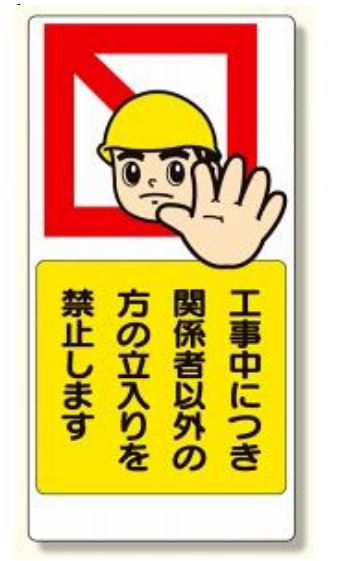 工事中につき
関係者以外の
方の立入りを
禁止します